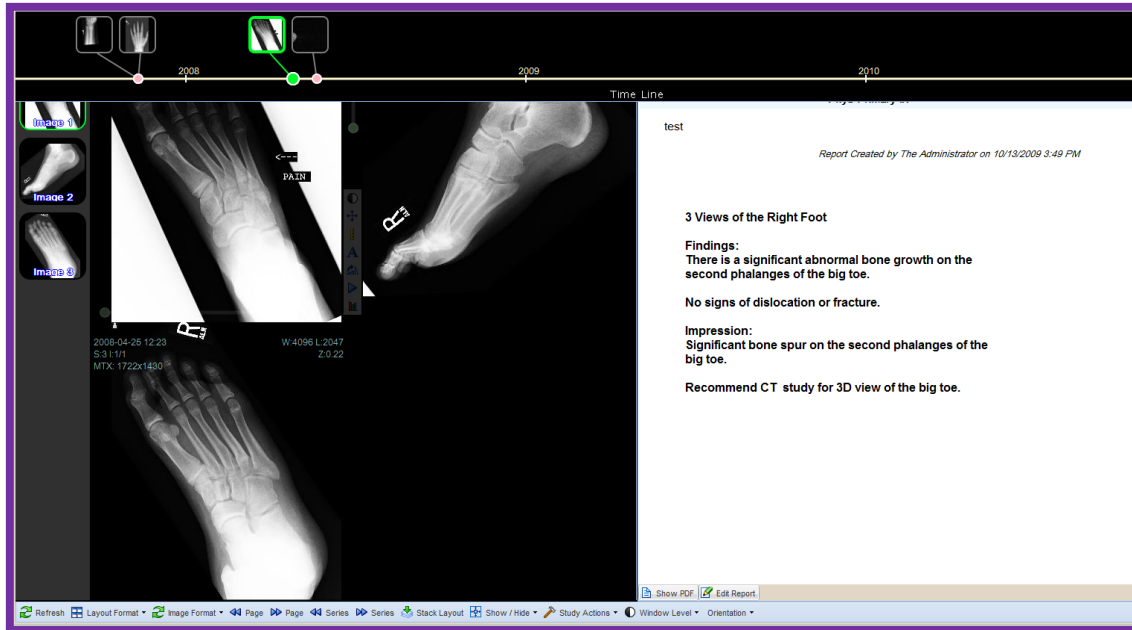 2008
2009
2010
Time Line
Image 1
Image 2
Image 3
<---
PAIN
R
A
2008-04-25 12:23
S:3 I:1/1
MTX: 1722x1430
W:4096 L:2047
Z:0.22
R
test
Report Created by The Administrator on 10/13/2009 3:49 PM
3 Views of the Right Foot
Findings:
There is a significant abnormal bone growth on the
second phalanges of the big toe.
No signs of dislocation or fracture.
Impression:
Significant bone spur on the second phalanges of the
big toe.
Recommend CT study for 3D view of the big toe.
Show PDF
Edit Report
Refresh Layout Format Image Format Page Page Series Series Stack Layout Show / Hide Study Actions Window Level Orientation